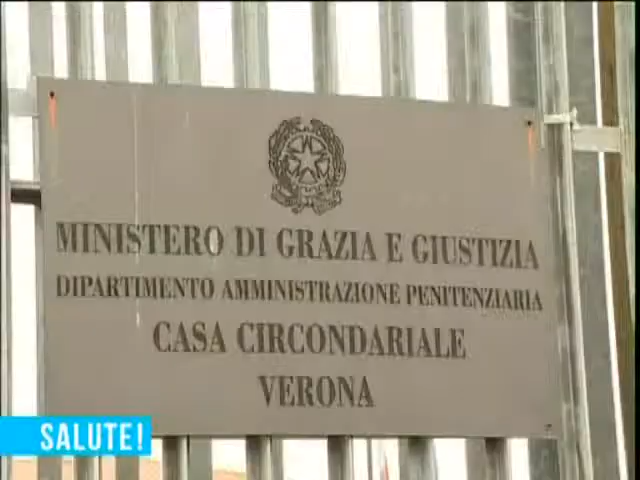 MINISTERO DI GRAZIA E GIUSTIZIA
DIPARTIMENTO AMMINISTRAZIONE PENITENZIARIA
CASA CIRCONDARIALE
VERONA
SALUTE!